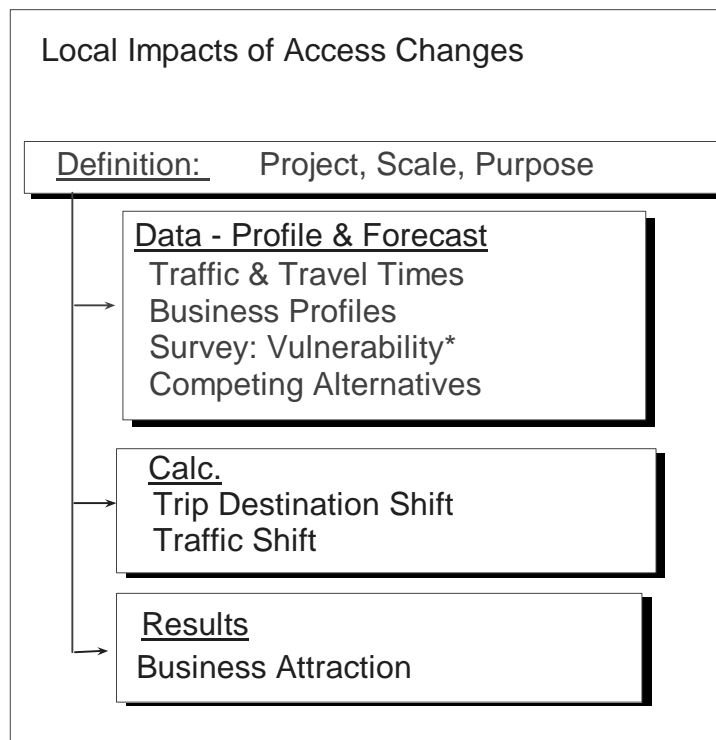 Local Impacts of Access Changes
Definition: Project, Scale, Purpose
Data - Profile & Forecast
Traffic & Travel Times
Business Profiles
Survey: Vulnerability*
Competing Alternatives
Calc.
Trip Destination Shift
Traffic Shift
Results
Business Attraction